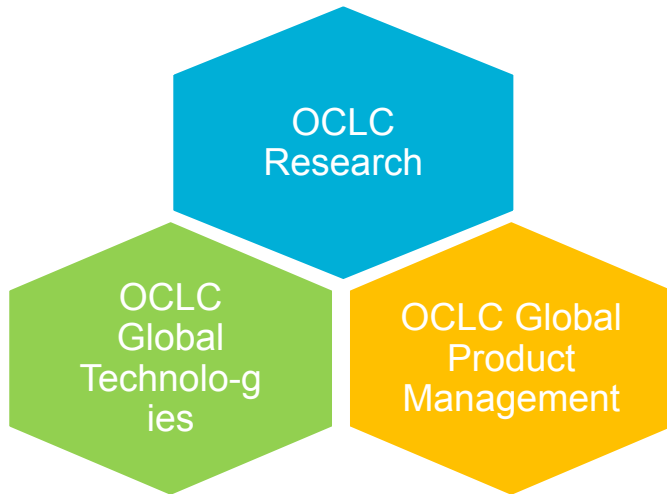 OCLC
Research
OCLC
Global
Technolo-g
ies
OCLC Global
Product
Management